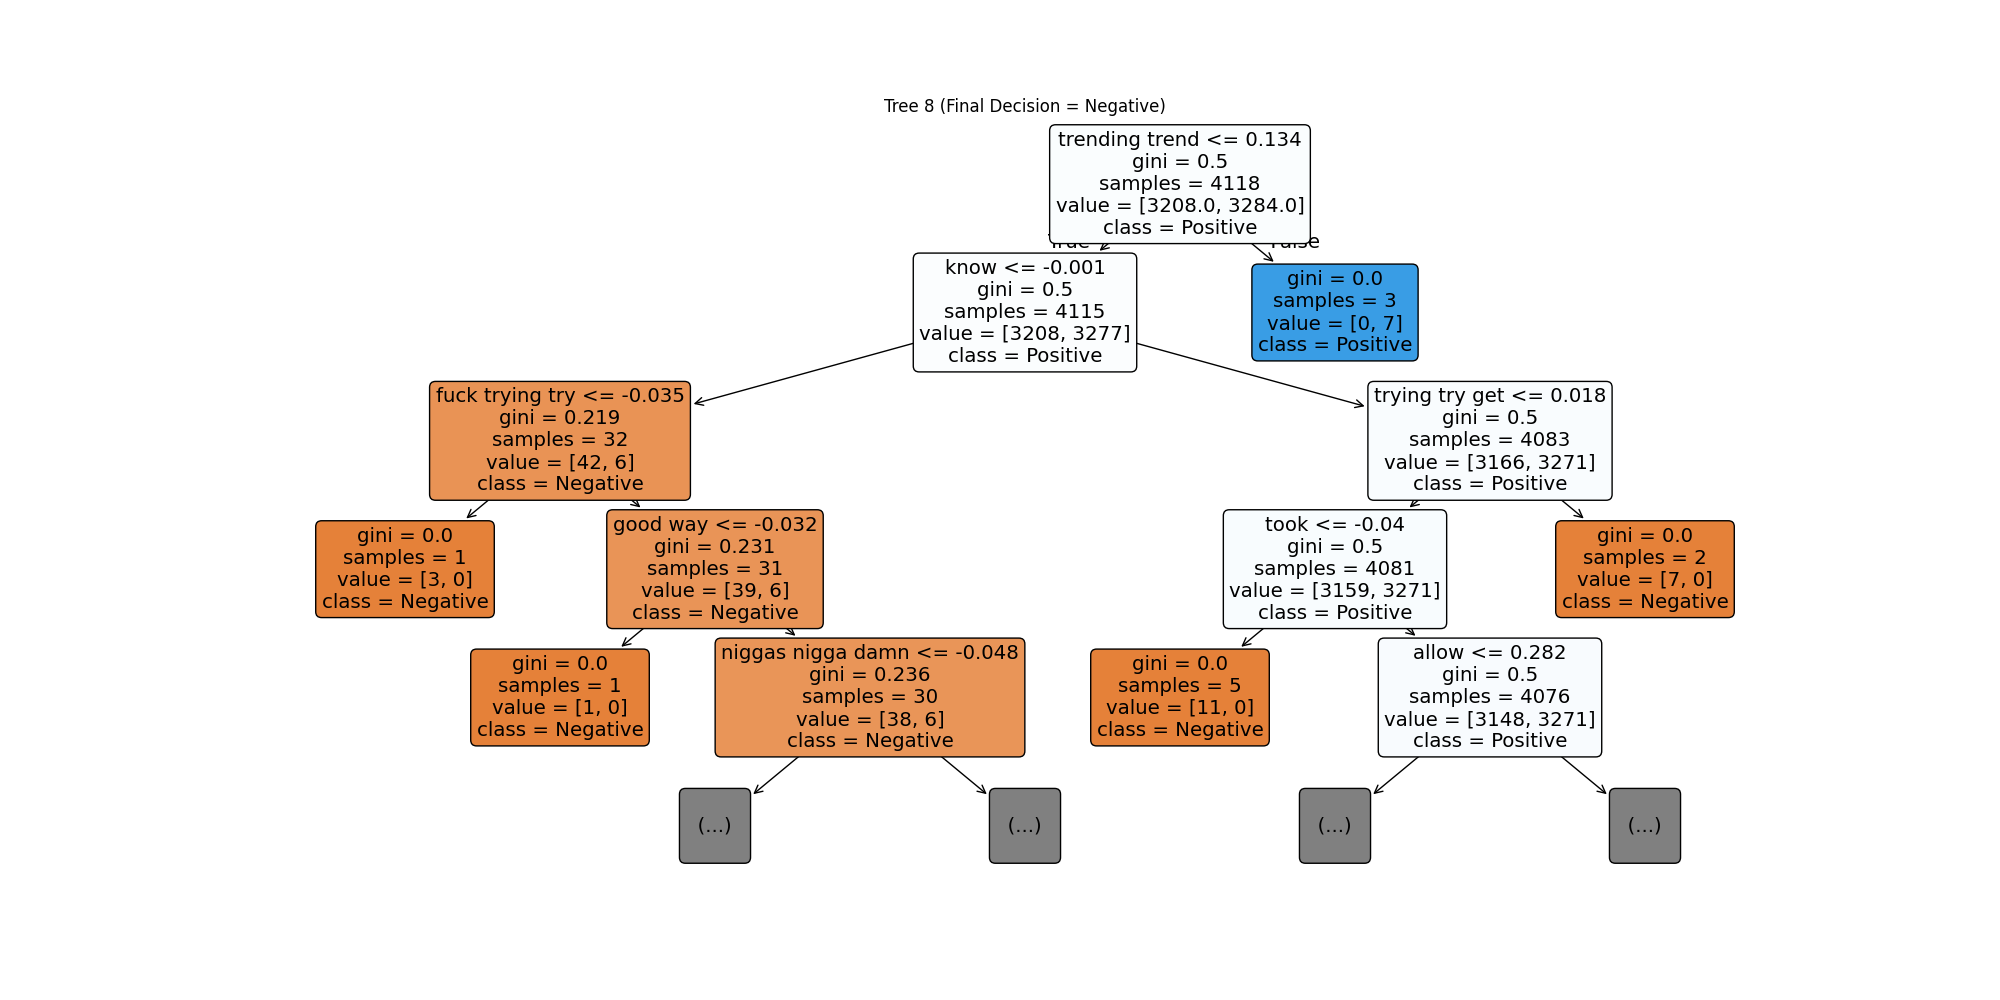 Tree 8 (Final Decision = Negative)
trending trend <= 0.134
gini = 0.5
samples = 4118
value = [3208.0, 3284.0]
class = Positive
True
False
know <= -0.001
gini = 0.5
samples = 4115
value = [3208, 3277]
class = Positive
gini = 0.0
samples = 3
value = [0, 7]
class = Positive
fuck trying try <= -0.035
gini = 0.219
samples = 32
value = [42, 6]
class = Negative
trying try get <= 0.018
gini = 0.5
samples = 4083
value = [3166, 3271]
class = Positive
gini = 0.0
samples = 1
value = [3, 0]
class = Negative
good way <= -0.032
gini = 0.231
samples = 31
value = [39, 6]
class = Negative
took <= -0.04
gini = 0.5
samples = 4081
value = [3159, 3271]
class = Positive
gini = 0.0
samples = 2
value = [7, 0]
class = Negative
gini = 0.0
samples = 1
value = [1, 0]
class = Negative
niggas nigga damn <= -0.048
gini = 0.236
samples = 30
value = [38, 6]
class = Negative
gini = 0.0
samples = 5
value = [11, 0]
class = Negative
allow <= 0.282
gini = 0.5
samples = 4076
value = [3148, 3271]
class = Positive
(...)
(...)
(...)
(...)